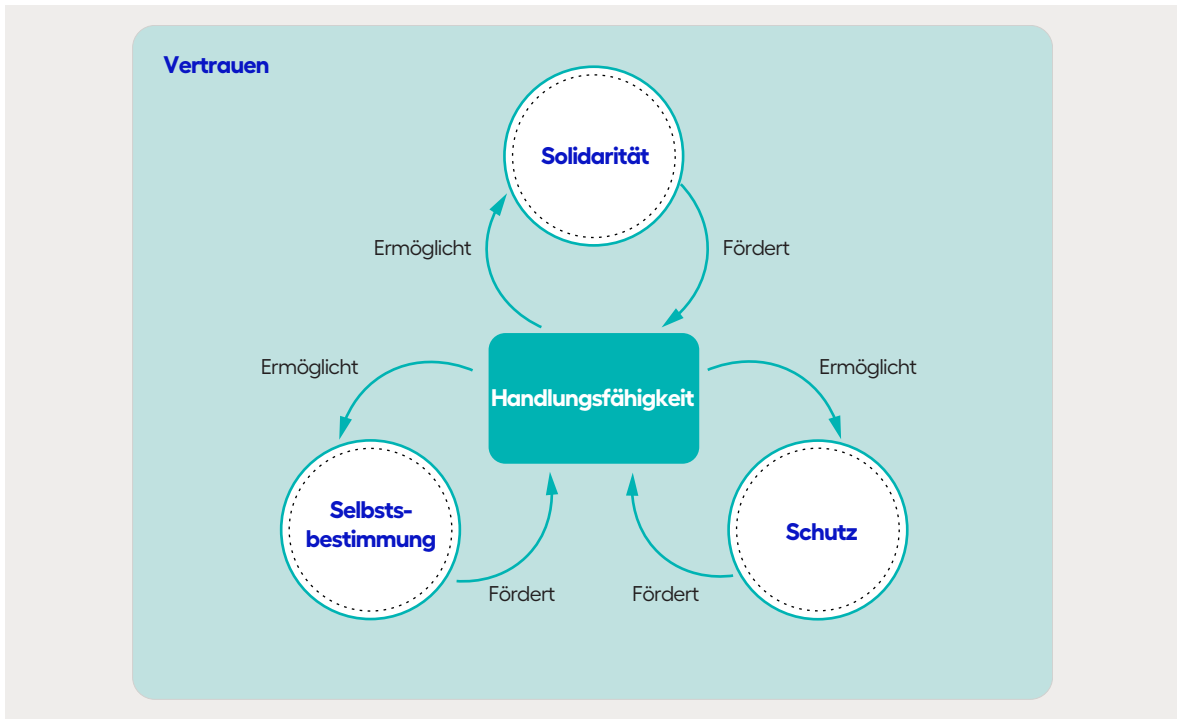 Vertrauen
Solidarität
Ermöglicht
Fördert
Ermöglicht
Ermöglicht
Handlungsfähigkeit
Selbsts-
bestimmung
Schutz
Fördert
Fördert